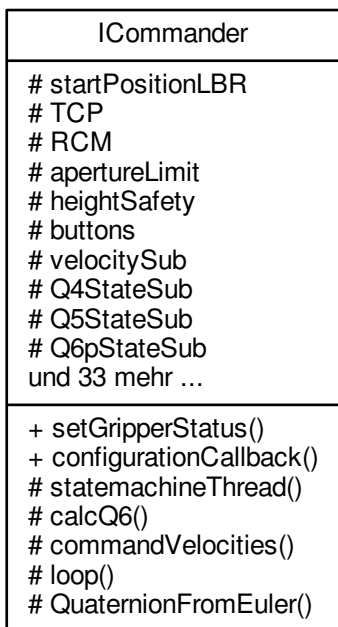 ICommander
# startPositionLBR
# TCP
# RCM
# apertureLimit
# heightSafety
# buttons
# velocitySub
# Q4StateSub
# Q5StateSub
# Q6pStateSub
und 33 mehr ...
+ setGripperStatus()
+ configurationCallback()
# statemachineThread()
# calcQ6()
# commandVelocities()
# loop()
# QuaternionFromEuler()